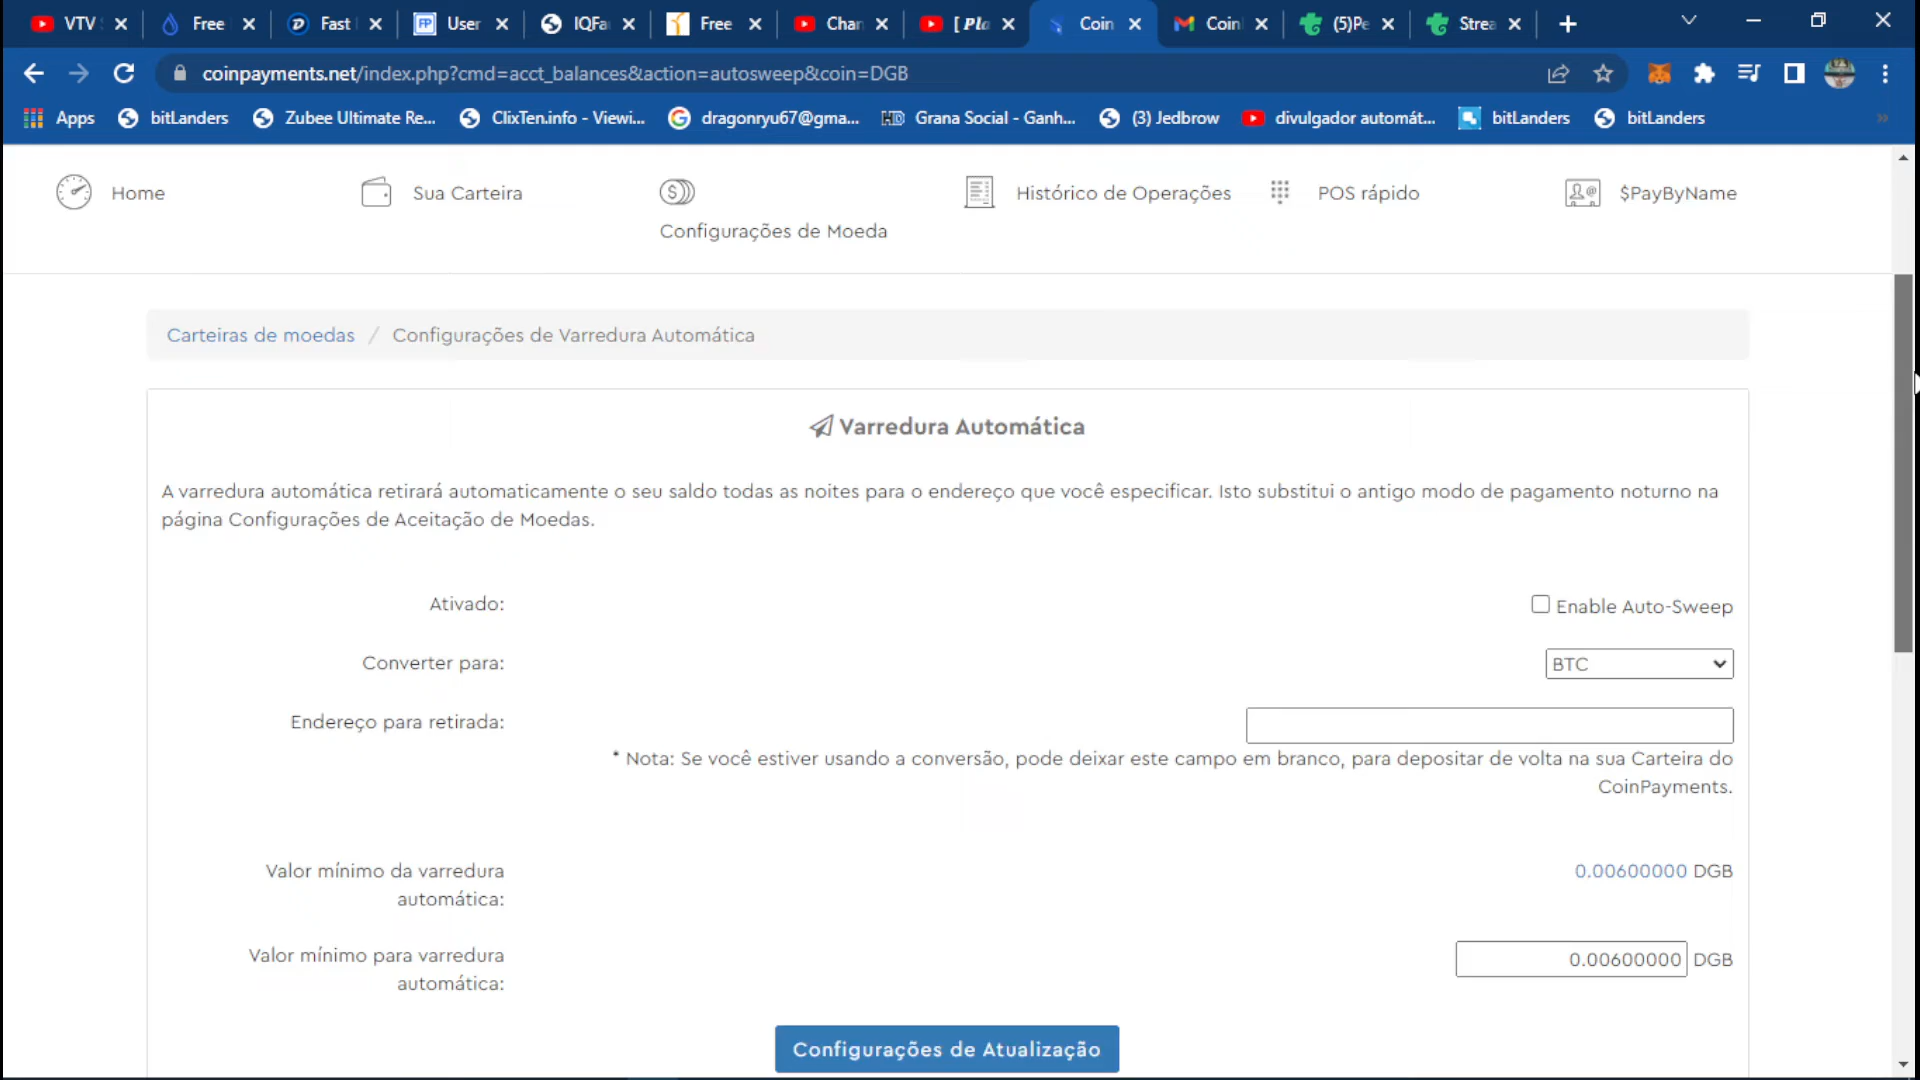 VTV Free Fast User IQFa Free Chan [ Pla Coin Coin (5)Pe Strea
coinpayments.net/index.php?cmd=acct_balances&action=autosweep&coin=DGB
Apps bitLanders Zubee Ultimate Re... ClixTen.info - Viewi... dragonryu67@gma... Grana Social - Ganh... (3) Jedbrow divulgador automát... bitLanders bitLanders
Home Sua Carteira Configurações de Moeda Histórico de Operações POS rápido $PayByName
Carteiras de moedas / Configurações de Varredura Automática
Varredura Automática
A varredura automática retirará automaticamente o seu saldo todas as noites para o endereço que você especificar. Isto substitui o antigo modo de pagamento noturno na
página Configurações de Aceitação de Moedas.
Ativado: Enable Auto-Sweep
Converter para: BTC
Endereço para retirada:
* Nota: Se você estiver usando a conversão, pode deixar este campo em branco, para depositar de volta na sua Carteira do
CoinPayments.
Valor mínimo da varredura
automática:
0.00600000 DGB
Valor mínimo para varredura
automática:
0.00600000 DGB
Configurações de Atualização